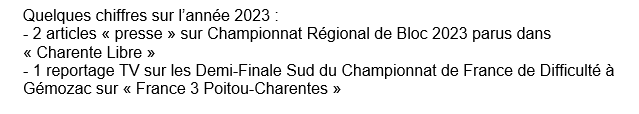 Quelques chiffres sur l’année 2023 :
- 2 articles « presse » sur Championnat Régional de Bloc 2023 parus dans
« Charente Libre »
- 1 reportage TV sur les Demi-Finale Sud du Championnat de France de Difficulté à
Gémozac sur « France 3 Poitou-Charentes »